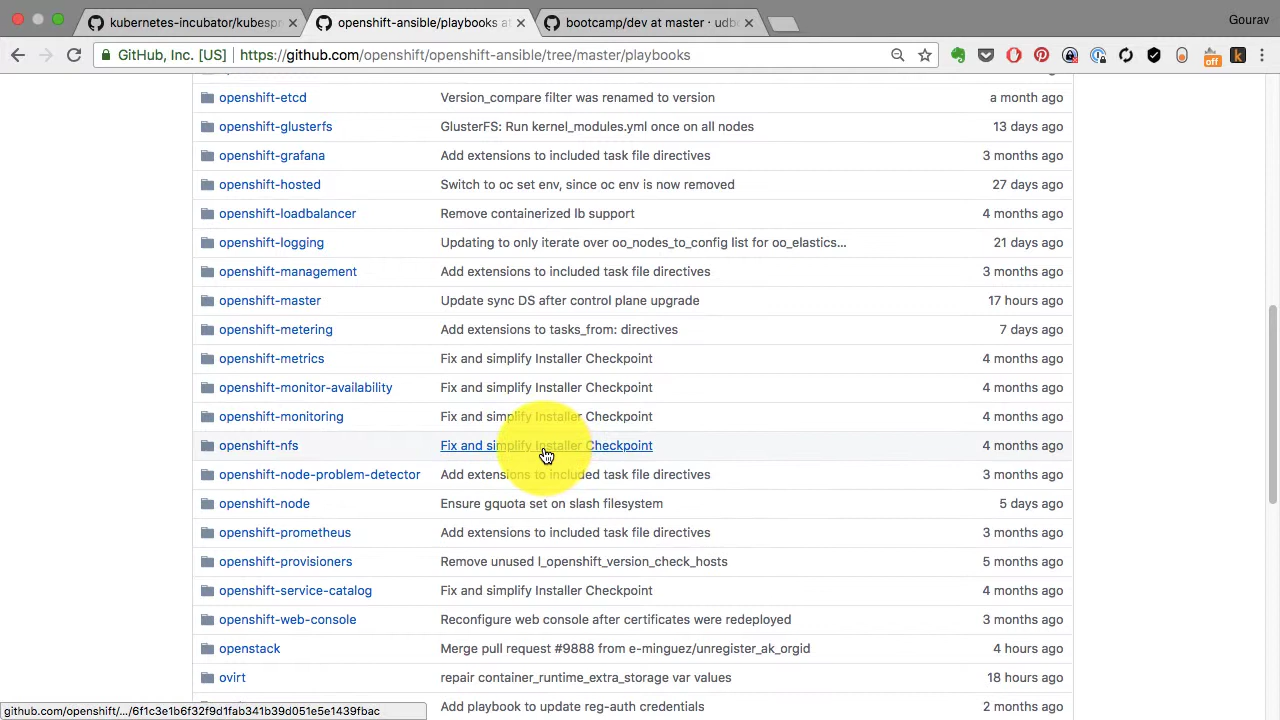 kubernetes-incubator/kubesp
openshift-ansible/playbooks at
bootcamp/dev at master · udb
Gourav
GitHub, Inc. [US]
https://github.com/openshift/openshift-ansible/tree/master/playbooks
off
k
openshift-etcd Version_compare filter was renamed to version a month ago
openshift-glusterfs GlusterFS: Run kernel_modules.yml once on all nodes 13 days ago
openshift-grafana Add extensions to included task file directives 3 months ago
openshift-hosted Switch to oc set env, since oc env is now removed 27 days ago
openshift-loadbalancer Remove containerized lb support 4 months ago
openshift-logging Updating to only iterate over oo_nodes_to_config list for oo_elastics... 21 days ago
openshift-management Add extensions to included task file directives 3 months ago
openshift-master Update sync DS after control plane upgrade 17 hours ago
openshift-metering Add extensions to tasks_from: directives 7 days ago
openshift-metrics Fix and simplify Installer Checkpoint 4 months ago
openshift-monitor-availability Fix and simplify Installer Checkpoint 4 months ago
openshift-monitoring Fix and simplify Installer Checkpoint 4 months ago
openshift-nfs Fix and simplify Installer Checkpoint 4 months ago
openshift-node-problem-detector Add extensions to included task file directives 3 months ago
openshift-node Ensure gquota set on slash filesystem 5 days ago
openshift-prometheus Add extensions to included task file directives 3 months ago
openshift-provisioners Remove unused l_openshift_version_check_hosts 5 months ago
openshift-service-catalog Fix and simplify Installer Checkpoint 4 months ago
openshift-web-console Reconfigure web console after certificates were redeployed 3 months ago
openstack Merge pull request #9888 from e-minguez/unregister_ak_orgid 4 hours ago
ovirt repair container_runtime_extra_storage var values 18 hours ago
Add playbook to update reg-auth credentials 2 months ago
github.com/openshift/.../6f1c3e1b6f32f9d1fab341b39d051e5e1439fbac